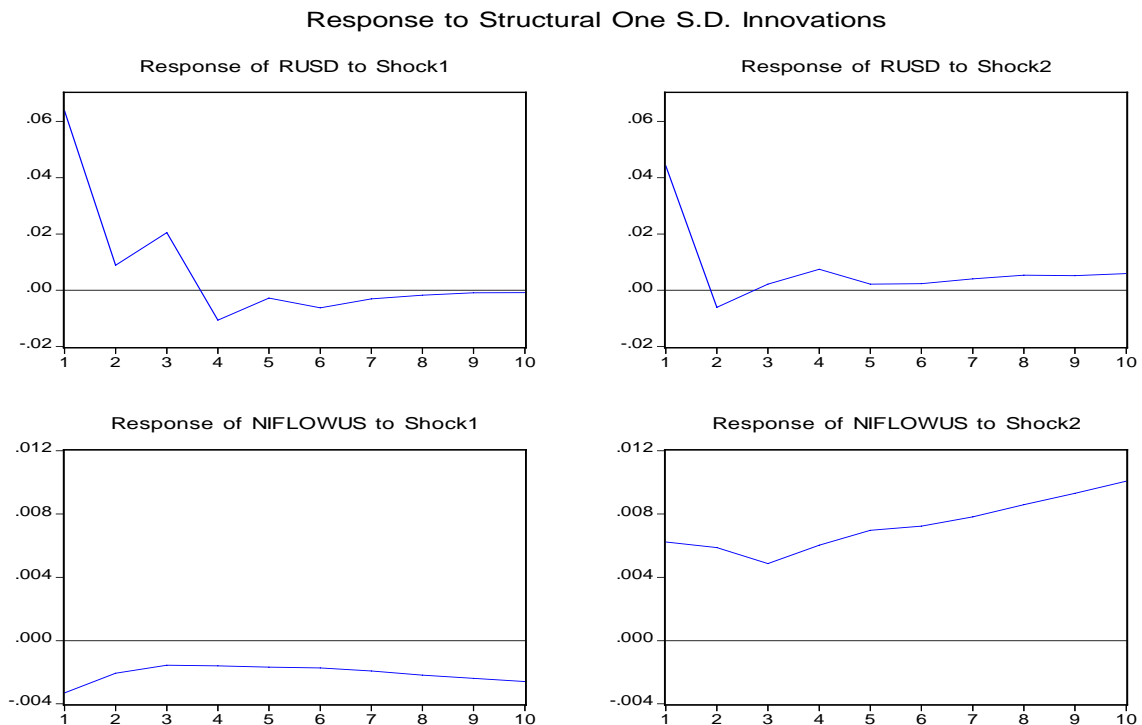 Response to Structural One S.D. Innovations
Response of RUSD to Shock1
.06
.04
.02
.00
-.02
1 2 3 4 5 6 7 8 9 10
Response of RUSD to Shock2
.06
.04
.02
.00
-.02
1 2 3 4 5 6 7 8 9 10
Response of NIFLOWUS to Shock1
.012
.008
.004
.000
-.004
1 2 3 4 5 6 7 8 9 10
Response of NIFLOWUS to Shock2
.012
.008
.004
.000
-.004
1 2 3 4 5 6 7 8 9 10